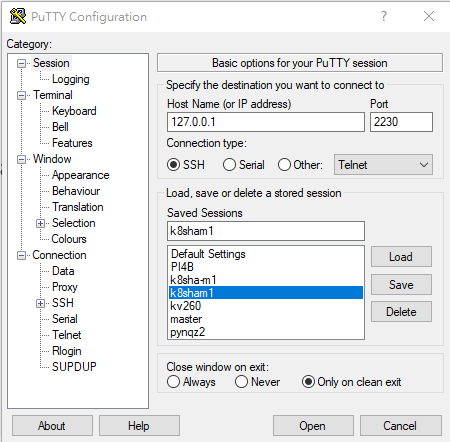 PuTTY Configuration
Category:
Session
Logging
Terminal
Keyboard
Bell
Features
Window
Appearance
Behaviour
Translation
Selection
Colours
Connection
Data
Proxy
SSH
Serial
Telnet
Rlogin
SUPDUP
Basic options for your PuTTY session
Specify the destination you want to connect to
Host Name (or IP address) Port
127.0.0.1 2230
Connection type:
SSH Serial Other: Telnet
Load, save or delete a stored session
Saved Sessions
k8sham1
Default Settings
PI4B
k8sha-m1
k8sham1
kv260
master
pynqz2
Load
Save
Delete
Close window on exit:
Always Never Only on clean exit
About Help Open Cancel